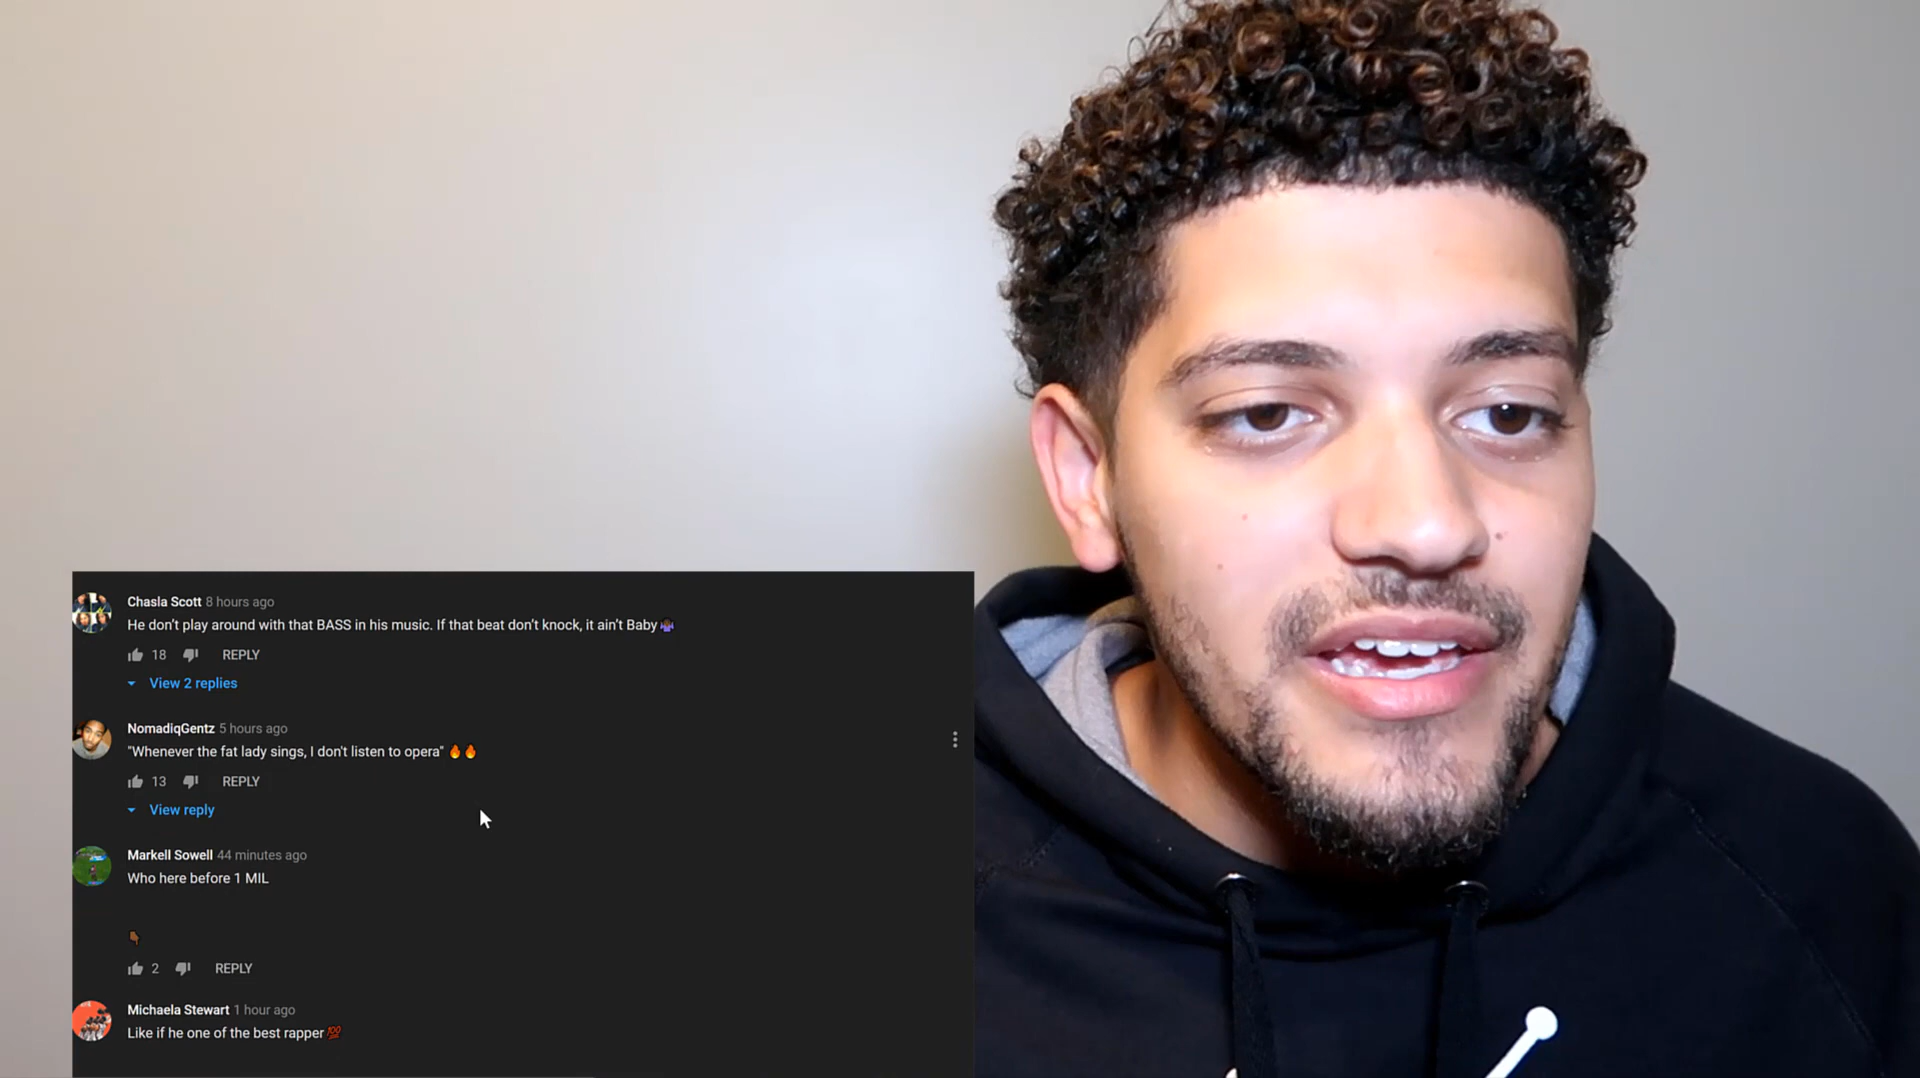 Chasla Scott 8 hours ago
He don’t play around with that BASS in his music. If that beat don’t knock, it ain’t Baby🤷🏿‍♀️
18 REPLY
View 2 replies
NomadiqGentz 5 hours ago
"Whenever the fat lady sings, I don't listen to opera" 🔥🔥
13 REPLY
View reply
Markell Sowell 44 minutes ago
Who here before 1 MIL
👇🏾
2 REPLY
Michaela Stewart 1 hour ago
Like if he one of the best rapper 💯